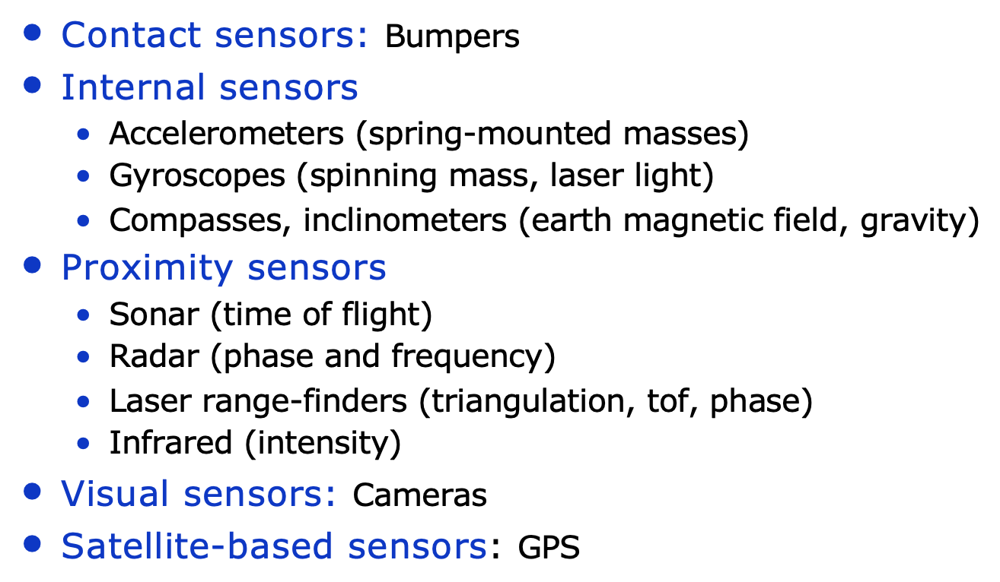 • Contact sensors: Bumpers
• Internal sensors
• Accelerometers (spring-mounted masses)
• Gyroscopes (spinning mass, laser light)
• Compasses, inclinometers (earth magnetic field, gravity)
• Proximity sensors
• Sonar (time of flight)
• Radar (phase and frequency)
• Laser range-finders (triangulation, tof, phase)
• Infrared (intensity)
• Visual sensors: Cameras
• Satellite-based sensors: GPS